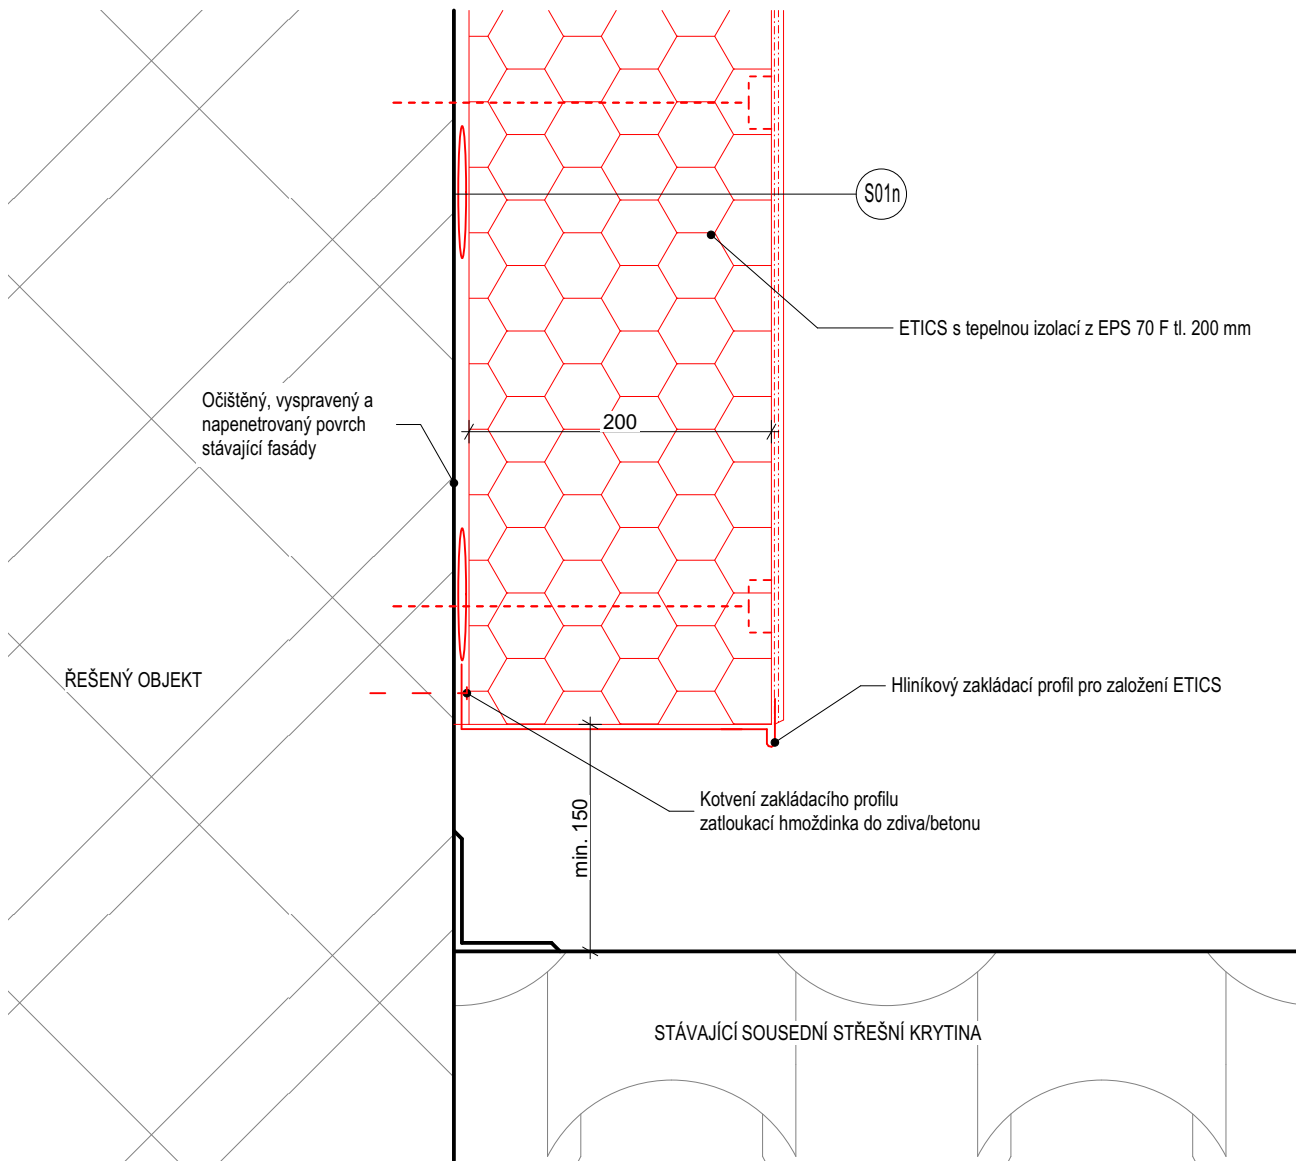 S01n
ETICS s tepelnou izolací z EPS 70 F tl. 200 mm
Očištěný, vyspravený a
napenetrovaný povrch
stávající fasády
200
ŘEŠENÝ OBJEKT
Hliníkový zakládací profil pro založení ETICS
Kotvení zakládacího profilu
zatloukací hmoždinka do zdiva/betonu
min. 150
STÁVAJÍCÍ SOUSEDNÍ STŘEŠNÍ KRYTINA